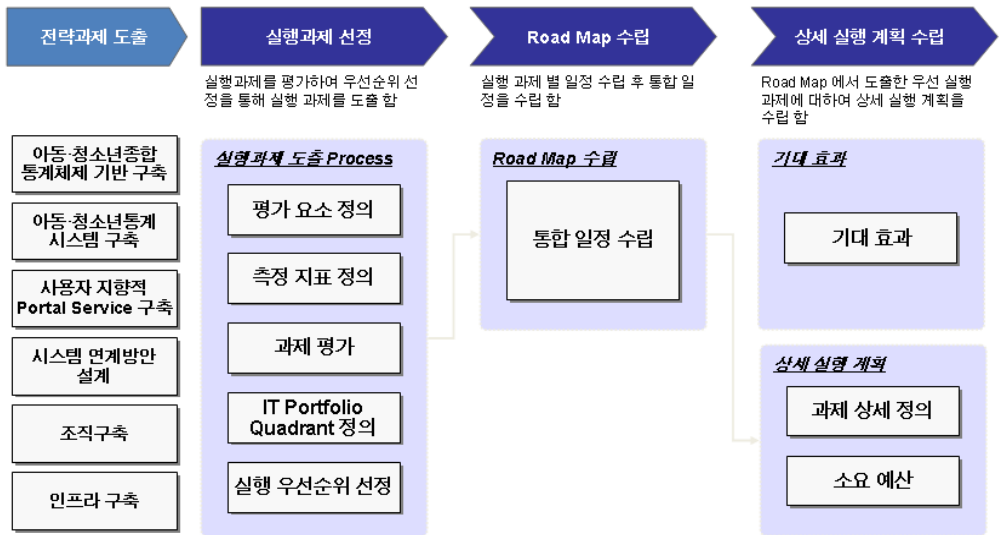 전략과제 도출
실행과제 선정
Road Map 수립
상세 실행 계획 수립
실행과제를 평가하여 우선순위 선
정을 통해 실행 과제를 도출 함
실행 과제 별 일정 수립 후 통합 일
정을 수립 함
Road Map 에서 도출한 우선 실행
과제에 대하여 상세 실행 계획을
수립 함
아동·청소년종합
통계체제 기반 구축
아동·청소년통계
시스템 구축
사용자 지향적
Portal Service 구축
시스템 연계방안
설계
조직구축
인프라 구축
실행과제 도출 Process
평가 요소 정의
측정 지표 정의
과제 평가
IT Portfolio
Quadrant 정의
실행 우선순위 선정
Road Map 수립
통합 일정 수립
기대 효과
기대 효과
상세 실행 계획
과제 상세 정의
소요 예산